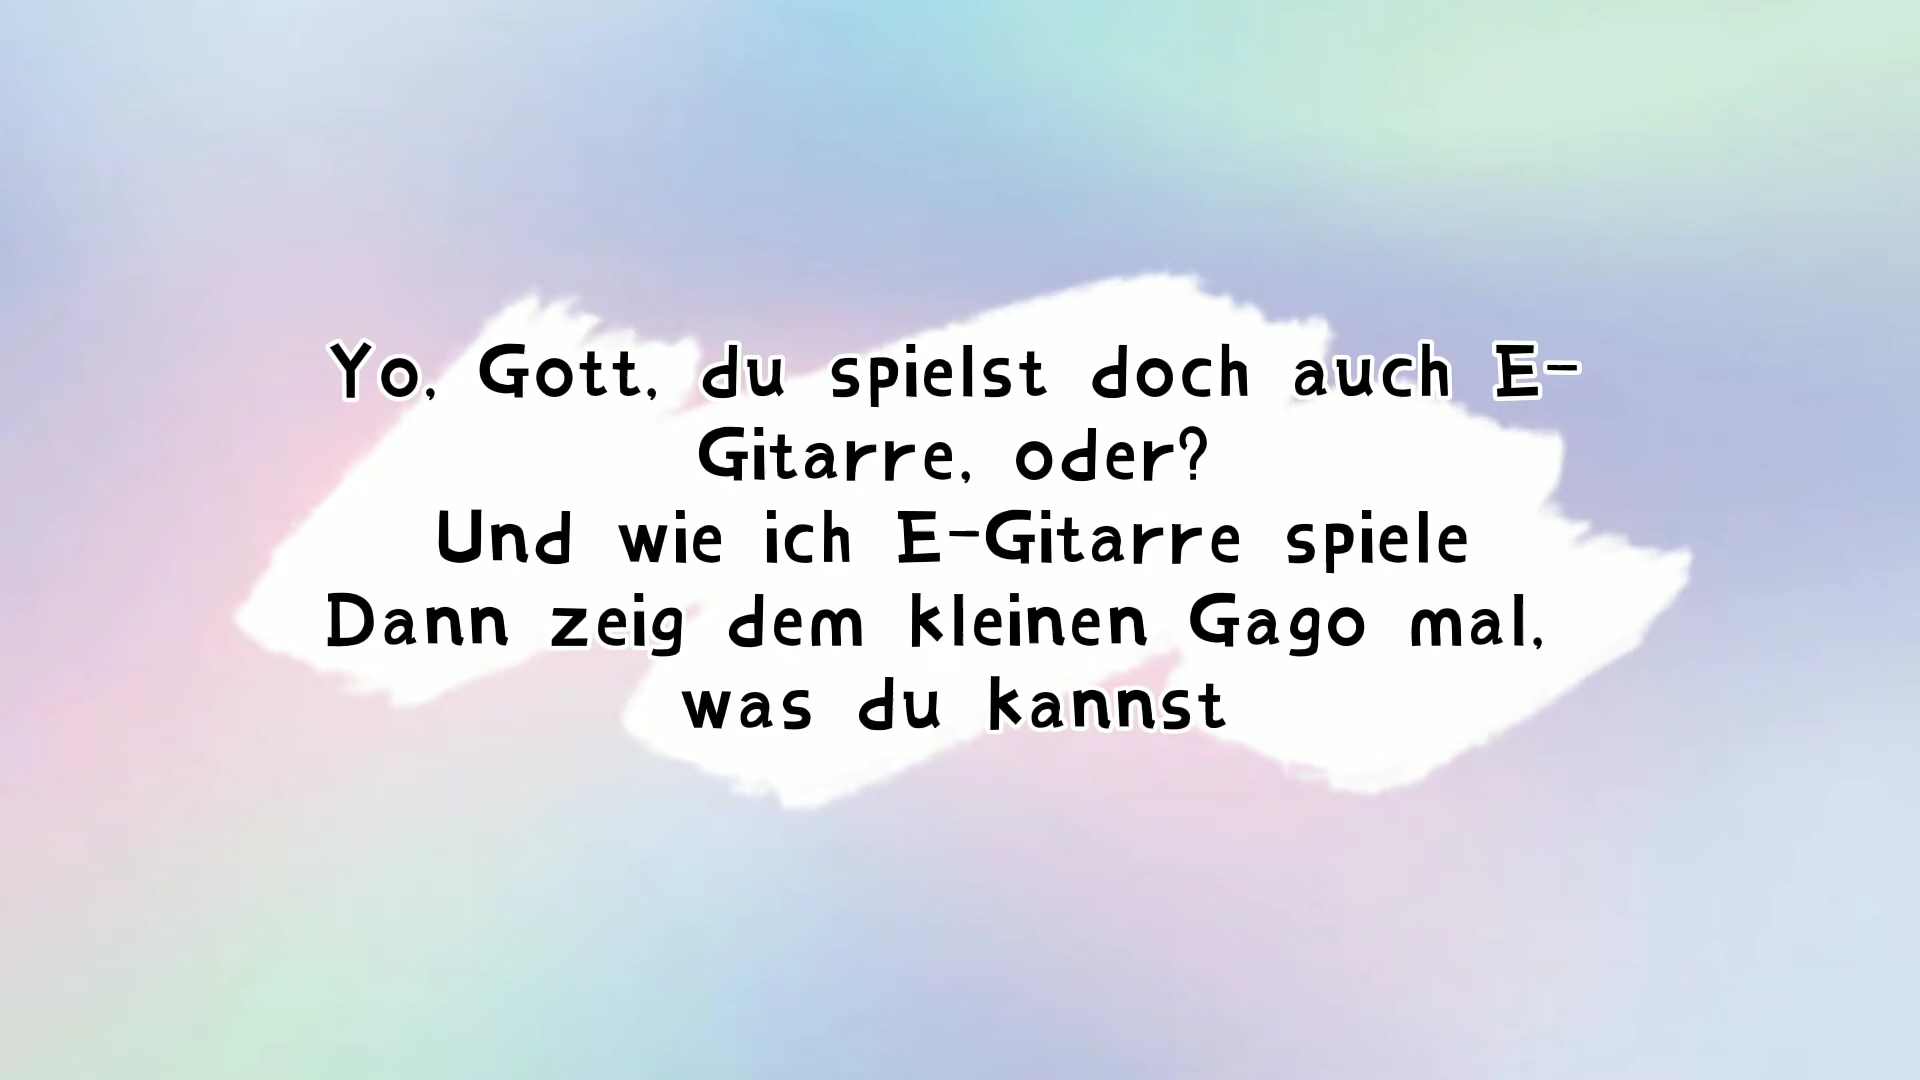 Yo, Gott, du spielst doch auch E-
Gitarre, oder?
Und wie ich E-Gitarre spiele
Dann zeig dem kleinen Gago mal,
was du kannst